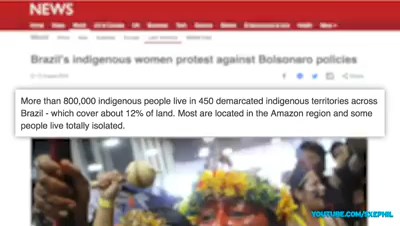 NEWS
Brazil's indigenous women protest against Bolsonaro policies
More than 800,000 indigenous people live in 450 demarcated indigenous territories across
Brazil - which cover about 12% of land. Most are located in the Amazon region and some
people live totally isolated.
YOUTUBE.COM/SXEPHIL